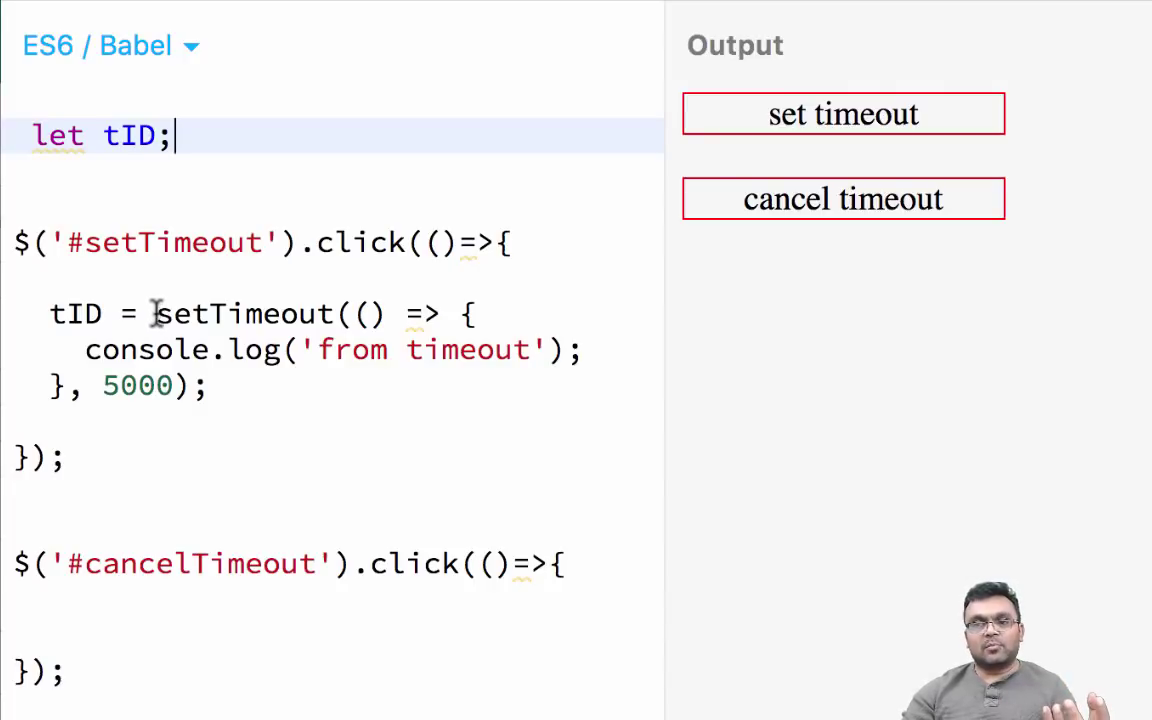 ES6 / Babel
let tID;
$('#setTimeout').click(()=>{
tID = setTimeout(() => {
console.log('from timeout');
}, 5000);
});
$('#cancelTimeout').click(()=>{
});
Output
set timeout
cancel timeout